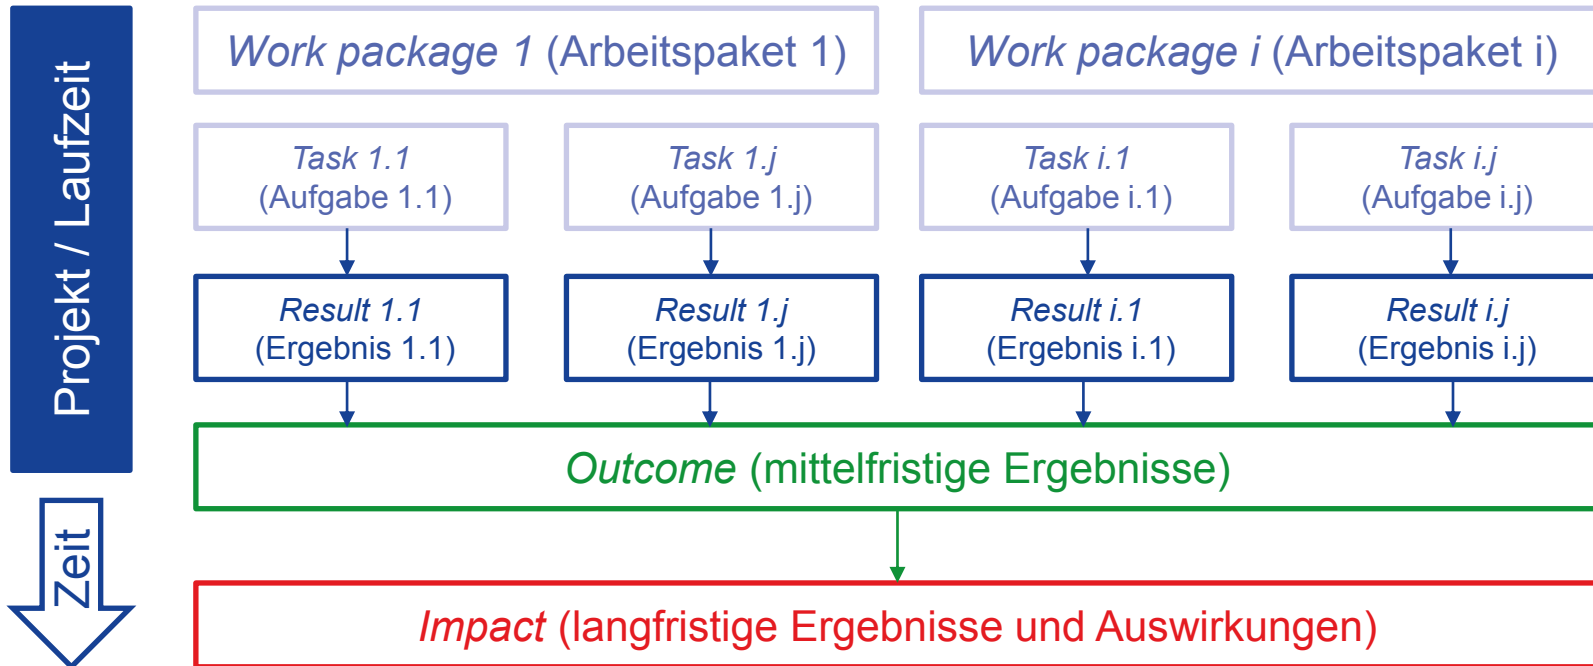 Projekt / Laufzeit
Work package 1 (Arbeitspaket 1)
Work package i (Arbeitspaket i)
Task 1.1
(Aufgabe 1.1)
Task 1.j
(Aufgabe 1.j)
Task i.1
(Aufgabe i.1)
Task i.j
(Aufgabe i.j)
Result 1.1
(Ergebnis 1.1)
Result 1.j
(Ergebnis 1.j)
Result i.1
(Ergebnis i.1)
Result i.j
(Ergebnis i.j)
Outcome (mittelfristige Ergebnisse)
Zeit
Impact (langfristige Ergebnisse und Auswirkungen)